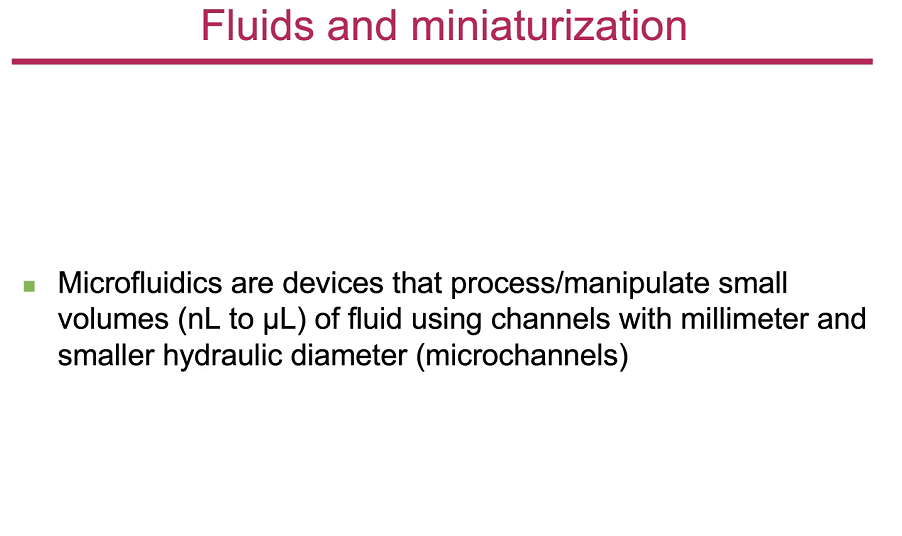 Fluids and miniaturization
Microfluidics are devices that process/manipulate small
volumes (nL to µL) of fluid using channels with millimeter and
smaller hydraulic diameter (microchannels)